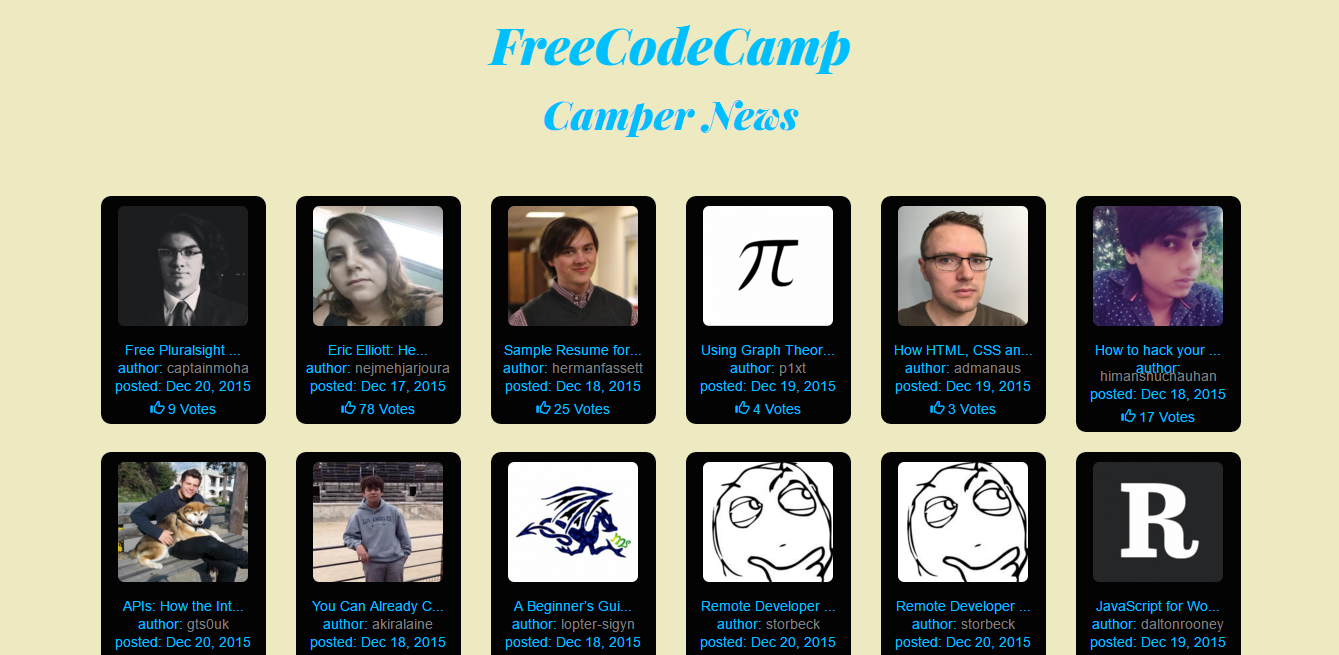 FreeCodeCamp
Camper News
π
Free Pluralsight ...
author: captainmoha
posted: Dec 20, 2015
9 Votes
Eric Elliott: He...
author: nejmehjarjoura
posted: Dec 17, 2015
78 Votes
Sample Resume for...
author: hermanfassett
posted: Dec 18, 2015
25 Votes
Using Graph Theor...
author: p1xt
posted: Dec 19, 2015
4 Votes
How HTML, CSS an...
author: admanaus
posted: Dec 19, 2015
3 Votes
How to hack your ...
author:
himanshuchauhan
posted: Dec 18, 2015
17 Votes
LOS ANGELES
ms
R
APIs: How the Int...
author: gts0uk
posted: Dec 20, 2015
You Can Already C...
author: akiralaine
posted: Dec 18, 2015
A Beginner's Gui...
author: lopter-sigyn
posted: Dec 18, 2015
Remote Developer ...
author: storbeck
posted: Dec 20, 2015
Remote Developer ...
author: storbeck
posted: Dec 20, 2015
JavaScript for Wo...
author: daltonrooney
posted: Dec 19, 2015